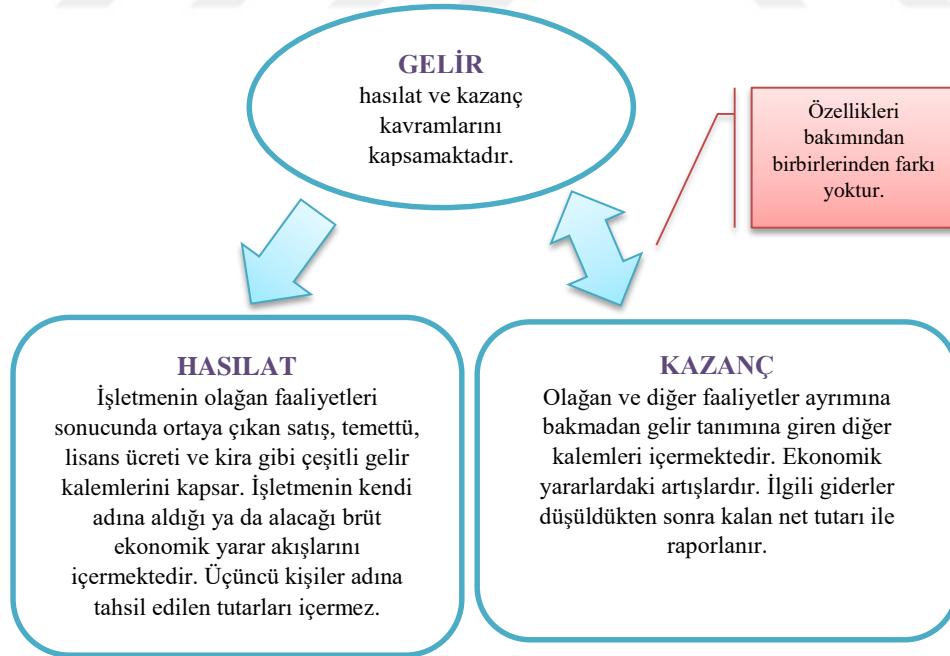 GELİR
hasılat ve kazanç
kavramlarını
kapsamaktadır.
Özellikleri
bakımından
birbirlerinden farkı
yoktur.
HASILAT
İşletmenin olağan faaliyetleri
sonucunda ortaya çıkan satış, temettü,
lisans ücreti ve kira gibi çeşitli gelir
kalemlerini kapsar. İşletmenin kendi
adına aldığı ya da alacağı brüt
ekonomik yarar akışlarını
içermektedir. Üçüncü kişiler adına
tahsil edilen tutarları içermez.
KAZANÇ
Olağan ve diğer faaliyetler ayrımına
bakmadan gelir tanımına giren diğer
kalemleri içermektedir. Ekonomik
yararlardaki artışlardır. İlgili giderler
düşüldükten sonra kalan net tutarı ile
raporlanır.